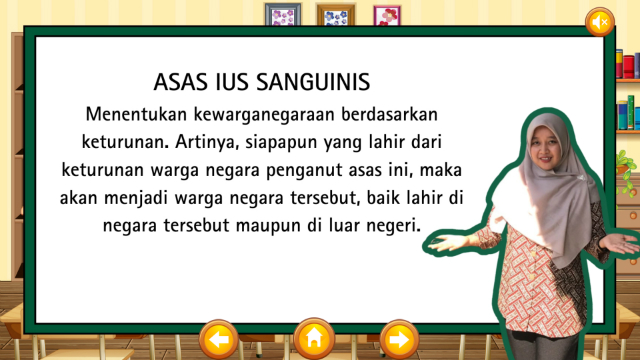 ASAS IUS SANGUINIS
Menentukan kewarganegaraan berdasarkan
keturunan. Artinya, siapapun yang lahir dari
keturunan warga negara penganut asas ini, maka
akan menjadi warga negara tersebut, baik lahir di
negara tersebut maupun di luar negeri.